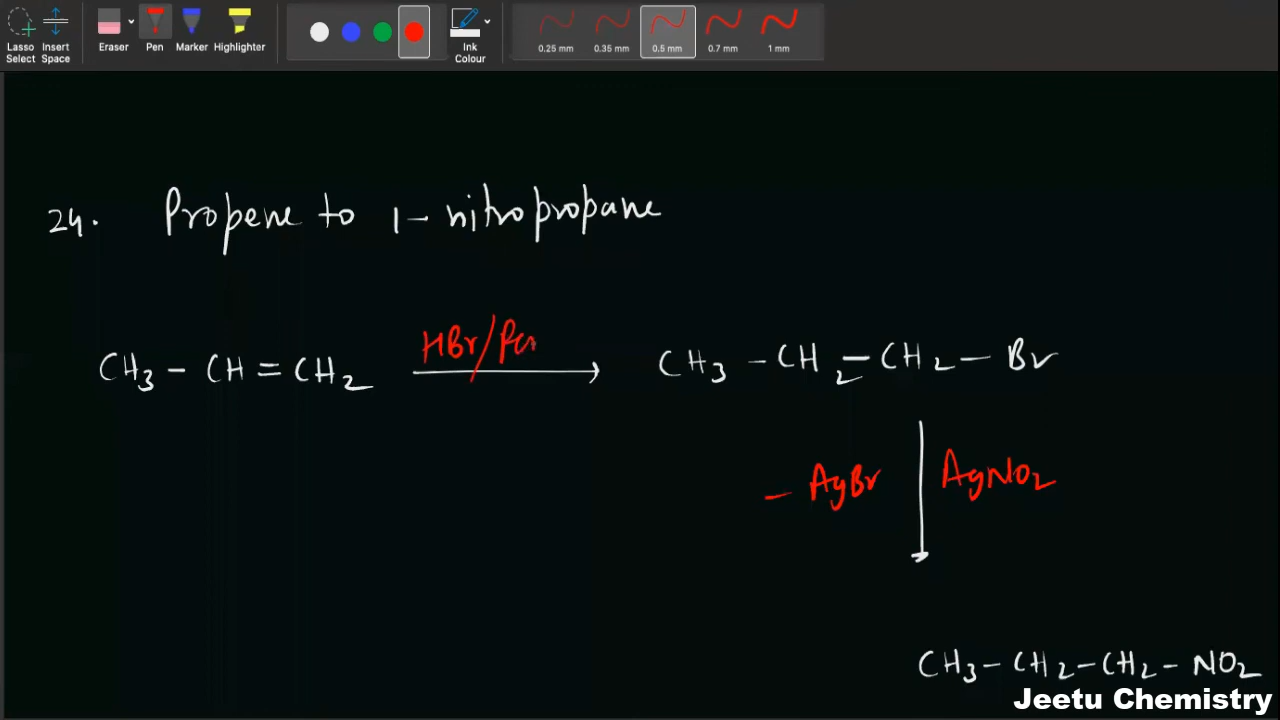 Lasso Select
Insert Space
Eraser
Pen
Marker
Highlighter
Ink Colour
0.25 mm
0.35 mm
0.5 mm
0.7 mm
1 mm
24. Propene to 1-nitropropane
CH3 - CH = CH2
HBr/Per
CH3 - CH2 - CH2 - Br
- AgBr
AgNO2
CH3 - CH2 - CH2 - NO2
Jeetu Chemistry